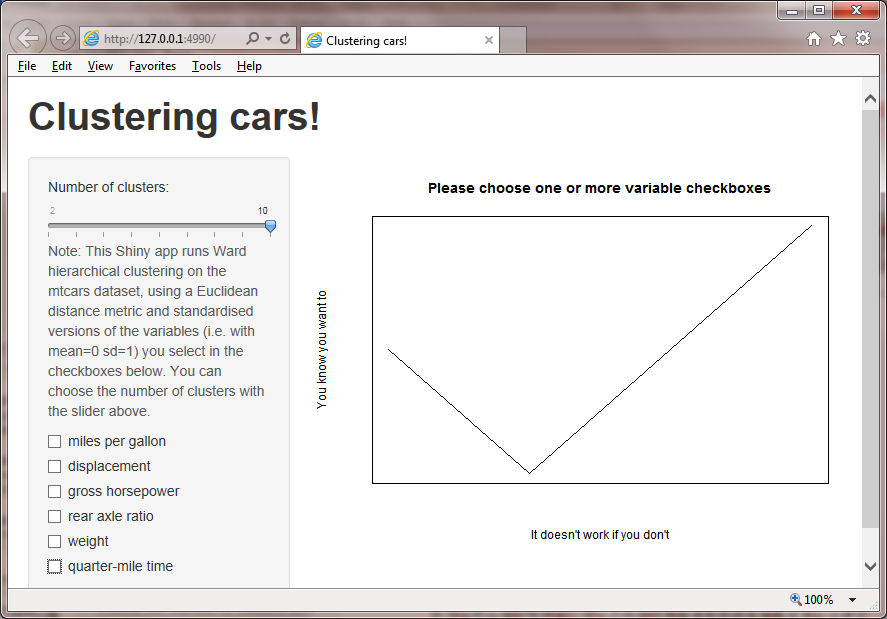 http://127.0.0.1:4990/
Clustering cars!
File Edit View Favorites Tools Help
Clustering cars!
Number of clusters:
2 10
Note: This Shiny app runs Ward
hierarchical clustering on the
mtcars dataset, using a Euclidean
distance metric and standardised
versions of the variables (i.e. with
mean=0 sd=1) you select in the
checkboxes below. You can
choose the number of clusters with
the slider above.
miles per gallon
displacement
gross horsepower
rear axle ratio
weight
quarter-mile time
Please choose one or more variable checkboxes
You know you want to
It doesn't work if you don't
100%